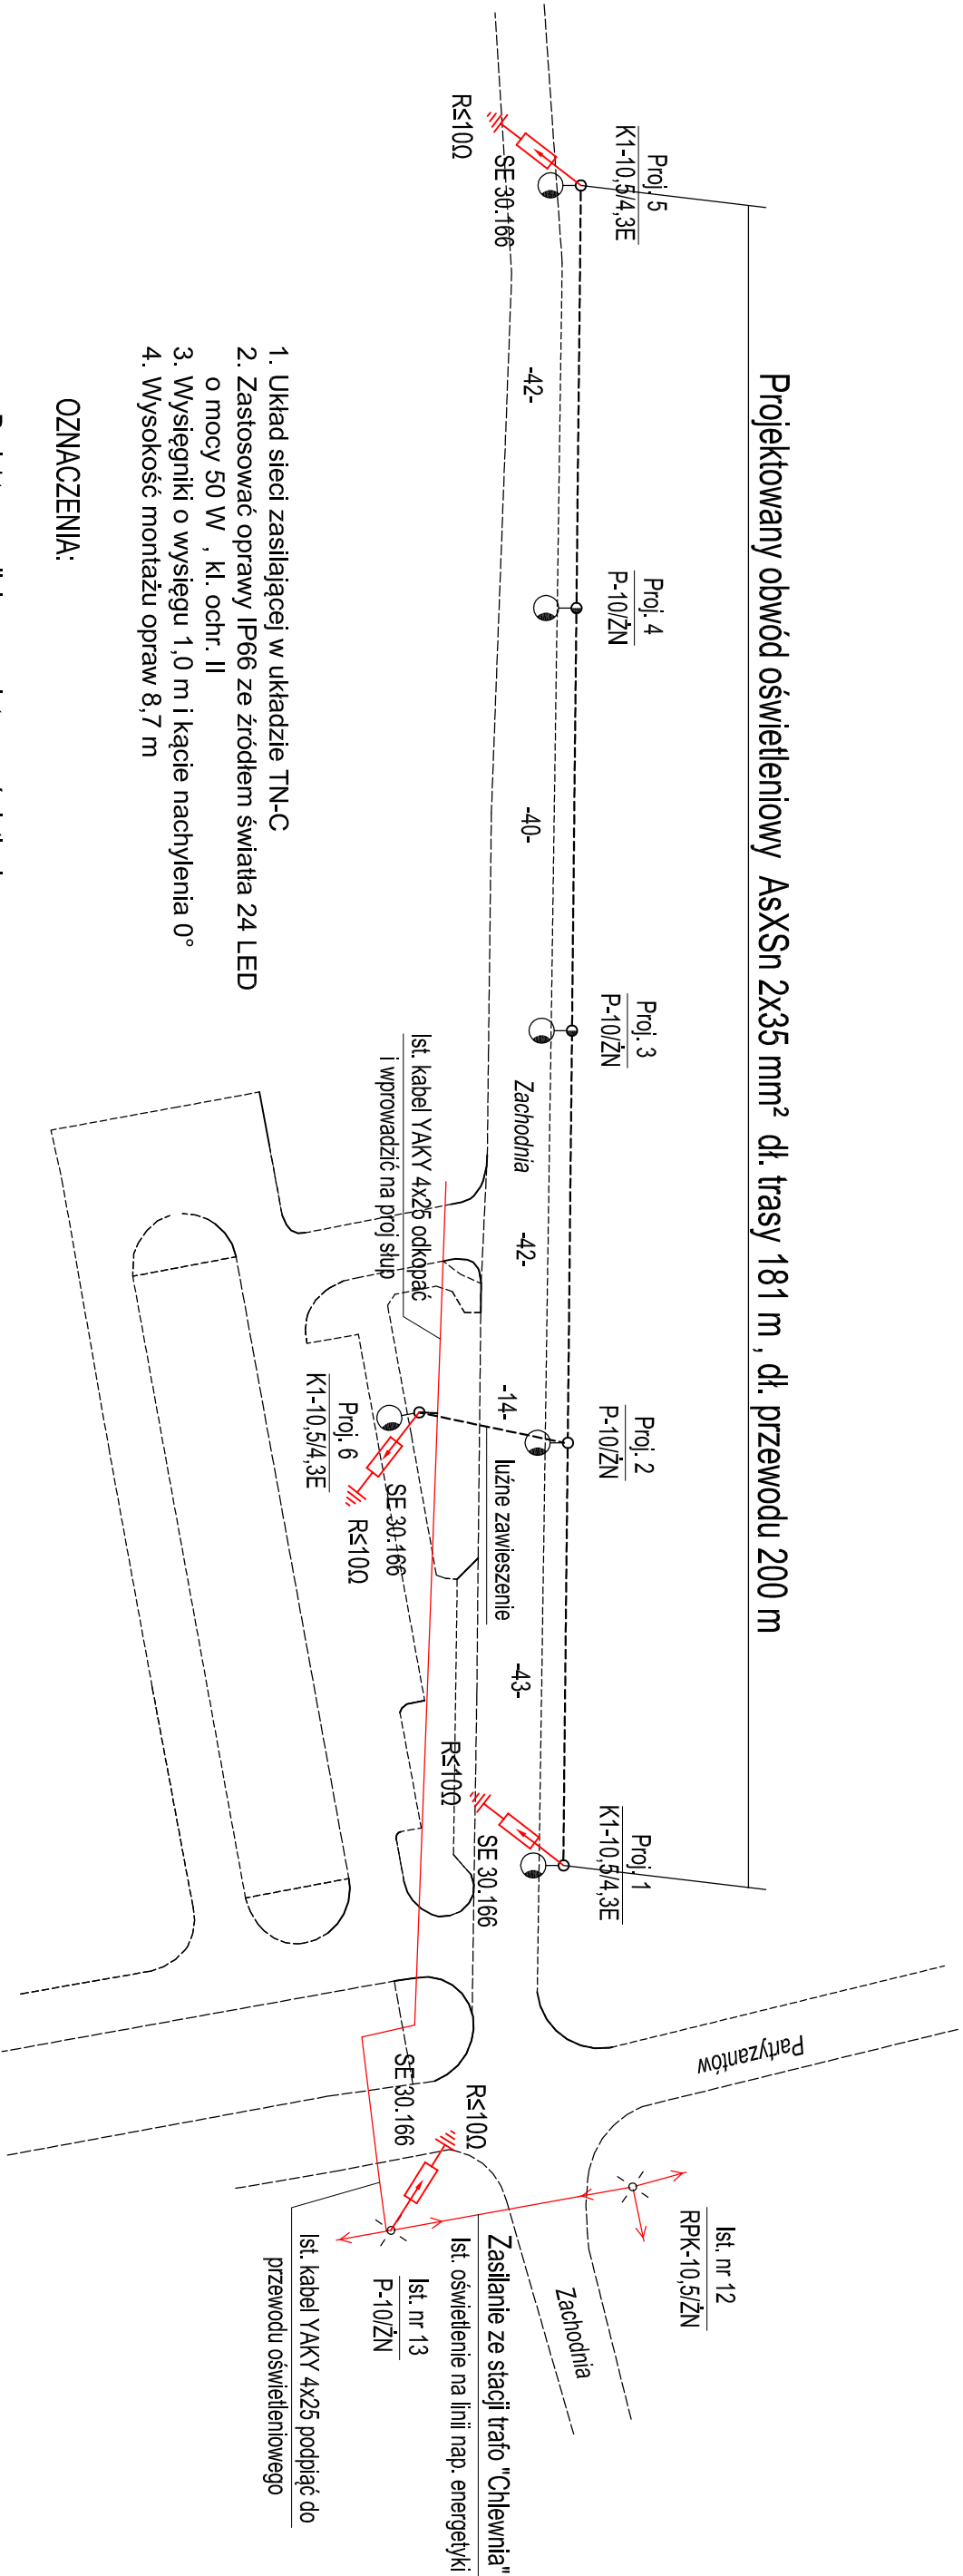 Projektowany obwód oświetleniowy AsXSn 2x35 mm² dł. trasy 181 m , dł. przewodu 200 m
Proj. 5
K1-10,5/4,3E
Proj. 4
P-10/ŻN
Proj. 3
P-10/ŻN
Proj. 2
P-10/ŻN
Proj. 1
K1-10,5/4,3E
R≤10Ω
SE 30.166
-42-
-40-
Zachodnia
-42-
-14-
luźne zawieszenie
-43-
R≤10Ω
SE 30.166
Ist. kabel YAKY 4x25 odkopać
i wprowadzić na proj słup
Proj. 6
K1-10,5/4,3E
SE 30.166
R≤10Ω
Partyzantów
Ist. nr 12
RPK-10,5/ŻN
Zachodnia
Zasilanie ze stacji trafo "Chlewnia"
Ist. oświetlenie na linii nap. energetyki
R≤10Ω
SE 30.166
Ist. nr 13
P-10/ŻN
Ist. kabel YAKY 4x25 podpiąć do
przewodu oświetleniowego
1. Układ sieci zasilającej w układzie TN-C
2. Zastosować oprawy IP66 ze źródłem światła 24 LED
o mocy 50 W , kl. ochr. II
3. Wysięgniki o wysięgu 1,0 m i kącie nachylenia 0°
4. Wysokość montażu opraw 8,7 m
OZNACZENIA: